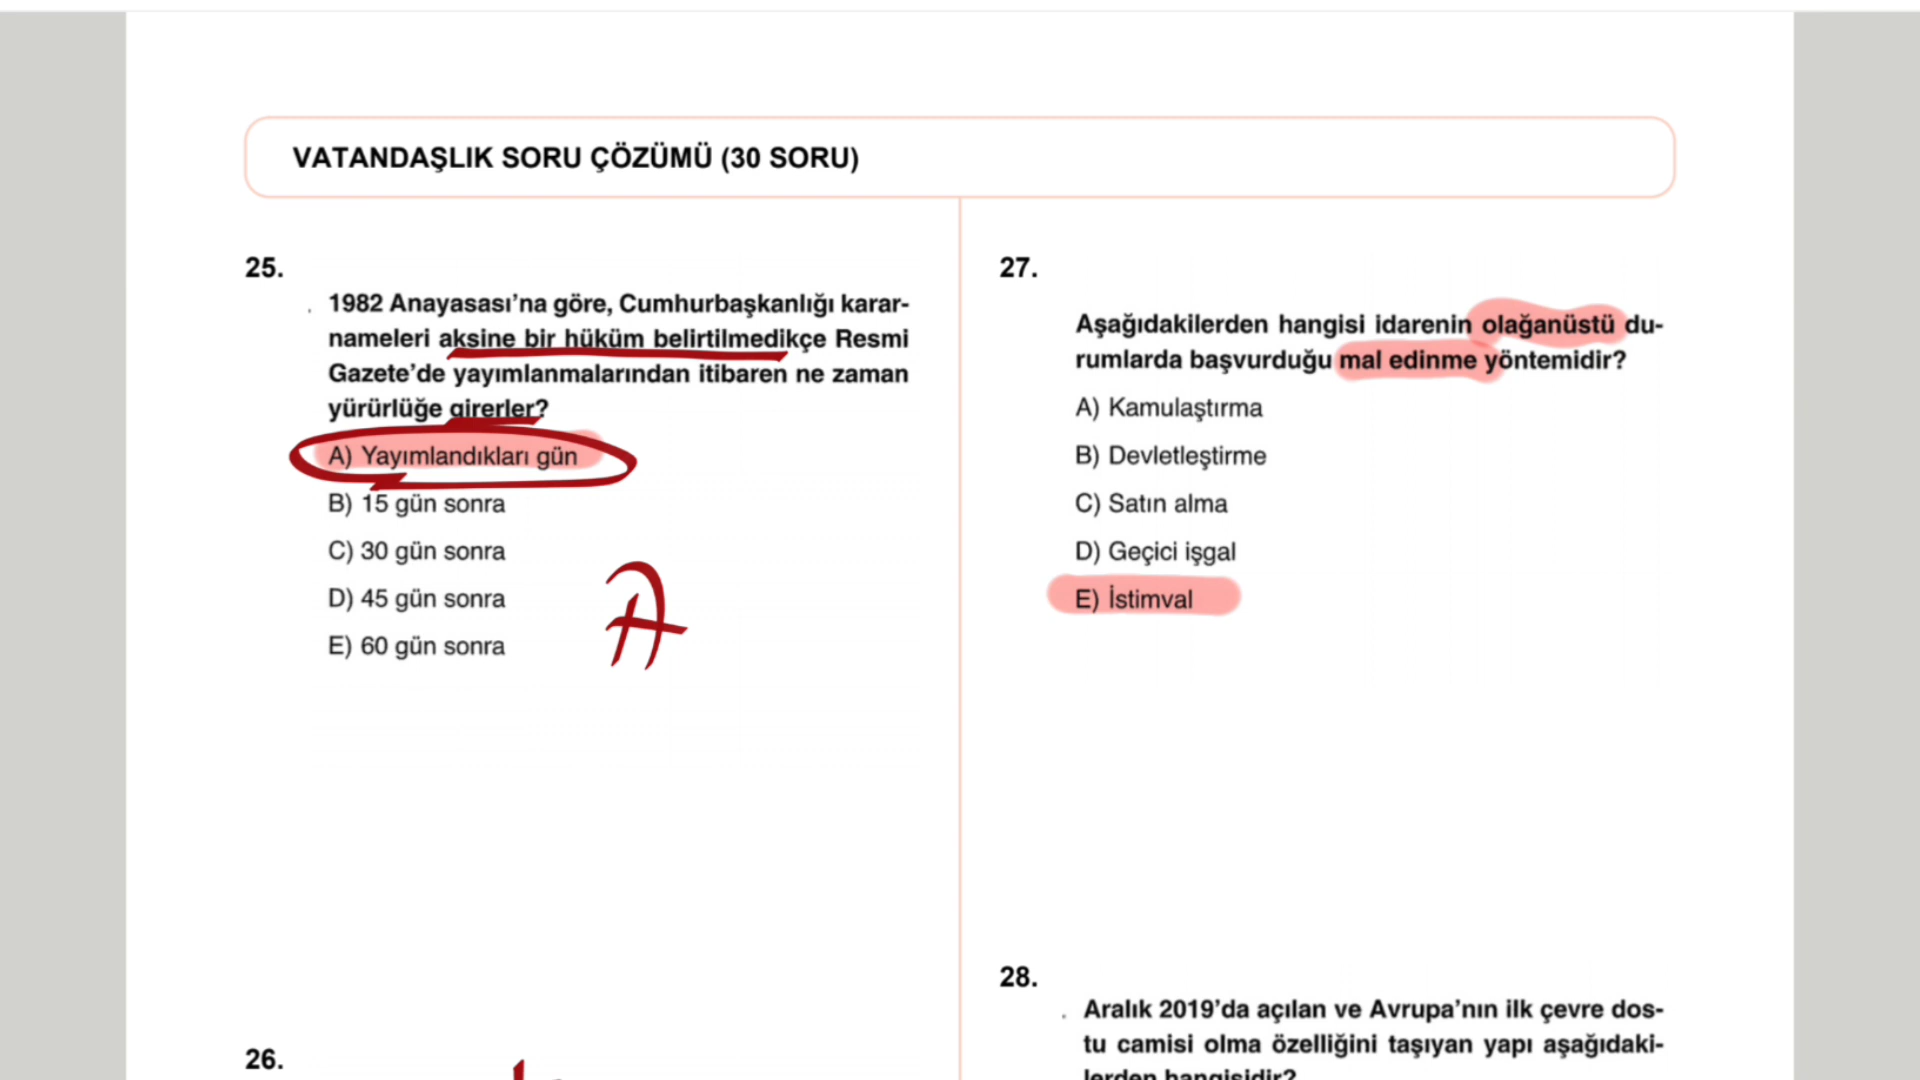 VATANDAŞLIK SORU ÇÖZÜMÜ (30 SORU)
25.
1982 Anayasası'na göre, Cumhurbaşkanlığı karar-
nameleri aksine bir hüküm belirtilmedikçe Resmi
Gazete'de yayımlanmalarından itibaren ne zaman
yürürlüğe girerler?
A) Yayımlandıkları gün
B) 15 gün sonra
C) 30 gün sonra
D) 45 gün sonra
E) 60 gün sonra
A
26.
27.
Aşağıdakilerden hangisi idarenin olağanüstü du-
rumlarda başvurduğu mal edinme yöntemidir?
A) Kamulaştırma
B) Devletleştirme
C) Satın alma
D) Geçici işgal
E) İstimval
28.
Aralık 2019'da açılan ve Avrupa'nın ilk çevre dos-
tu camisi olma özelliğini taşıyan yapı aşağıdaki-
lerden hangisidir?